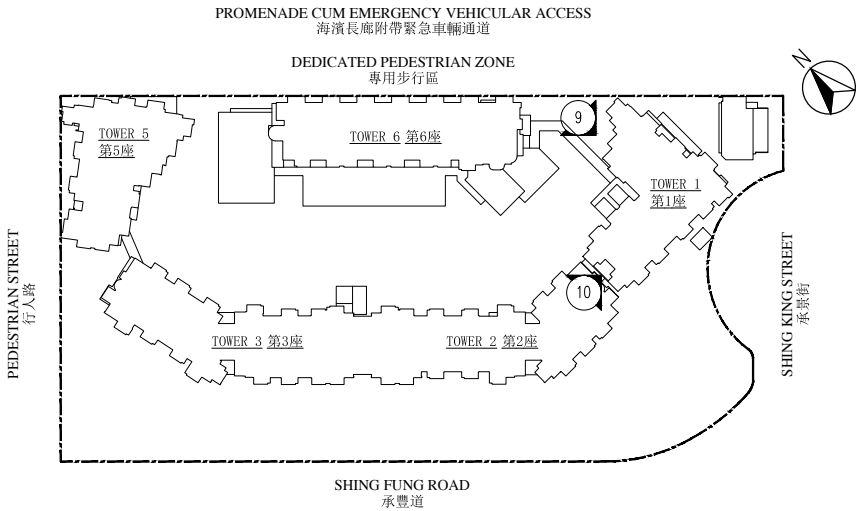 PROMENADE CUM EMERGENCY VEHICULAR ACCESS
海濱長廊附帶緊急車輛通道
DEDICATED PEDESTRIAN ZONE
專用步行區
N
TOWER 5
第5座
TOWER 6 第6座
9
TOWER 1
第1座
PEDESTRIAN STREET
行人路
SHING KING STREET
承景街
10
TOWER 3 第3座
TOWER 2 第2座
SHING FUNG ROAD
承豐道